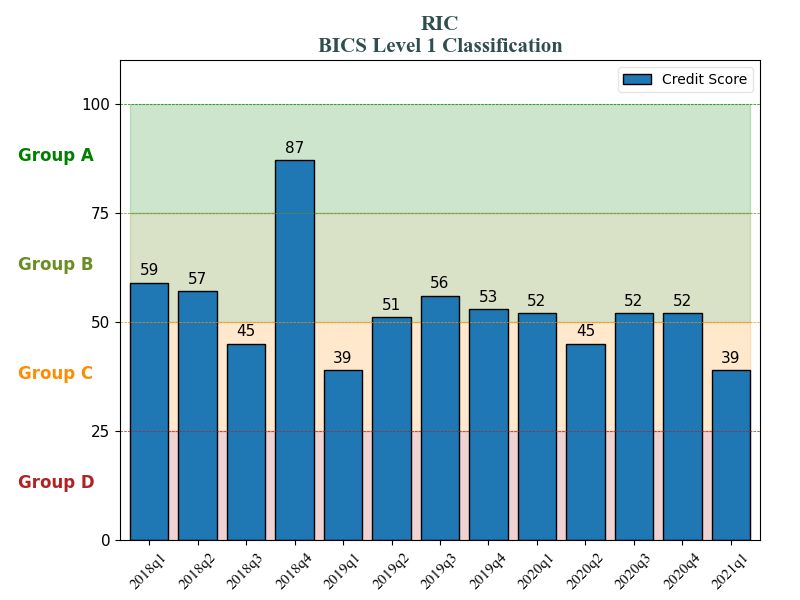 RIC
BICS Level 1 Classification
Credit Score
100
Group A
87
75
Group B
59
57
45
39
51
56
53
52
45
52
52
39
50
Group C
25
Group D
0
2018q1
2018q2
2018q3
2018q4
2019q1
2019q2
2019q3
2019q4
2020q1
2020q2
2020q3
2020q4
2021q1